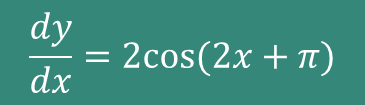 dy/dx = 2cos(2x + π)